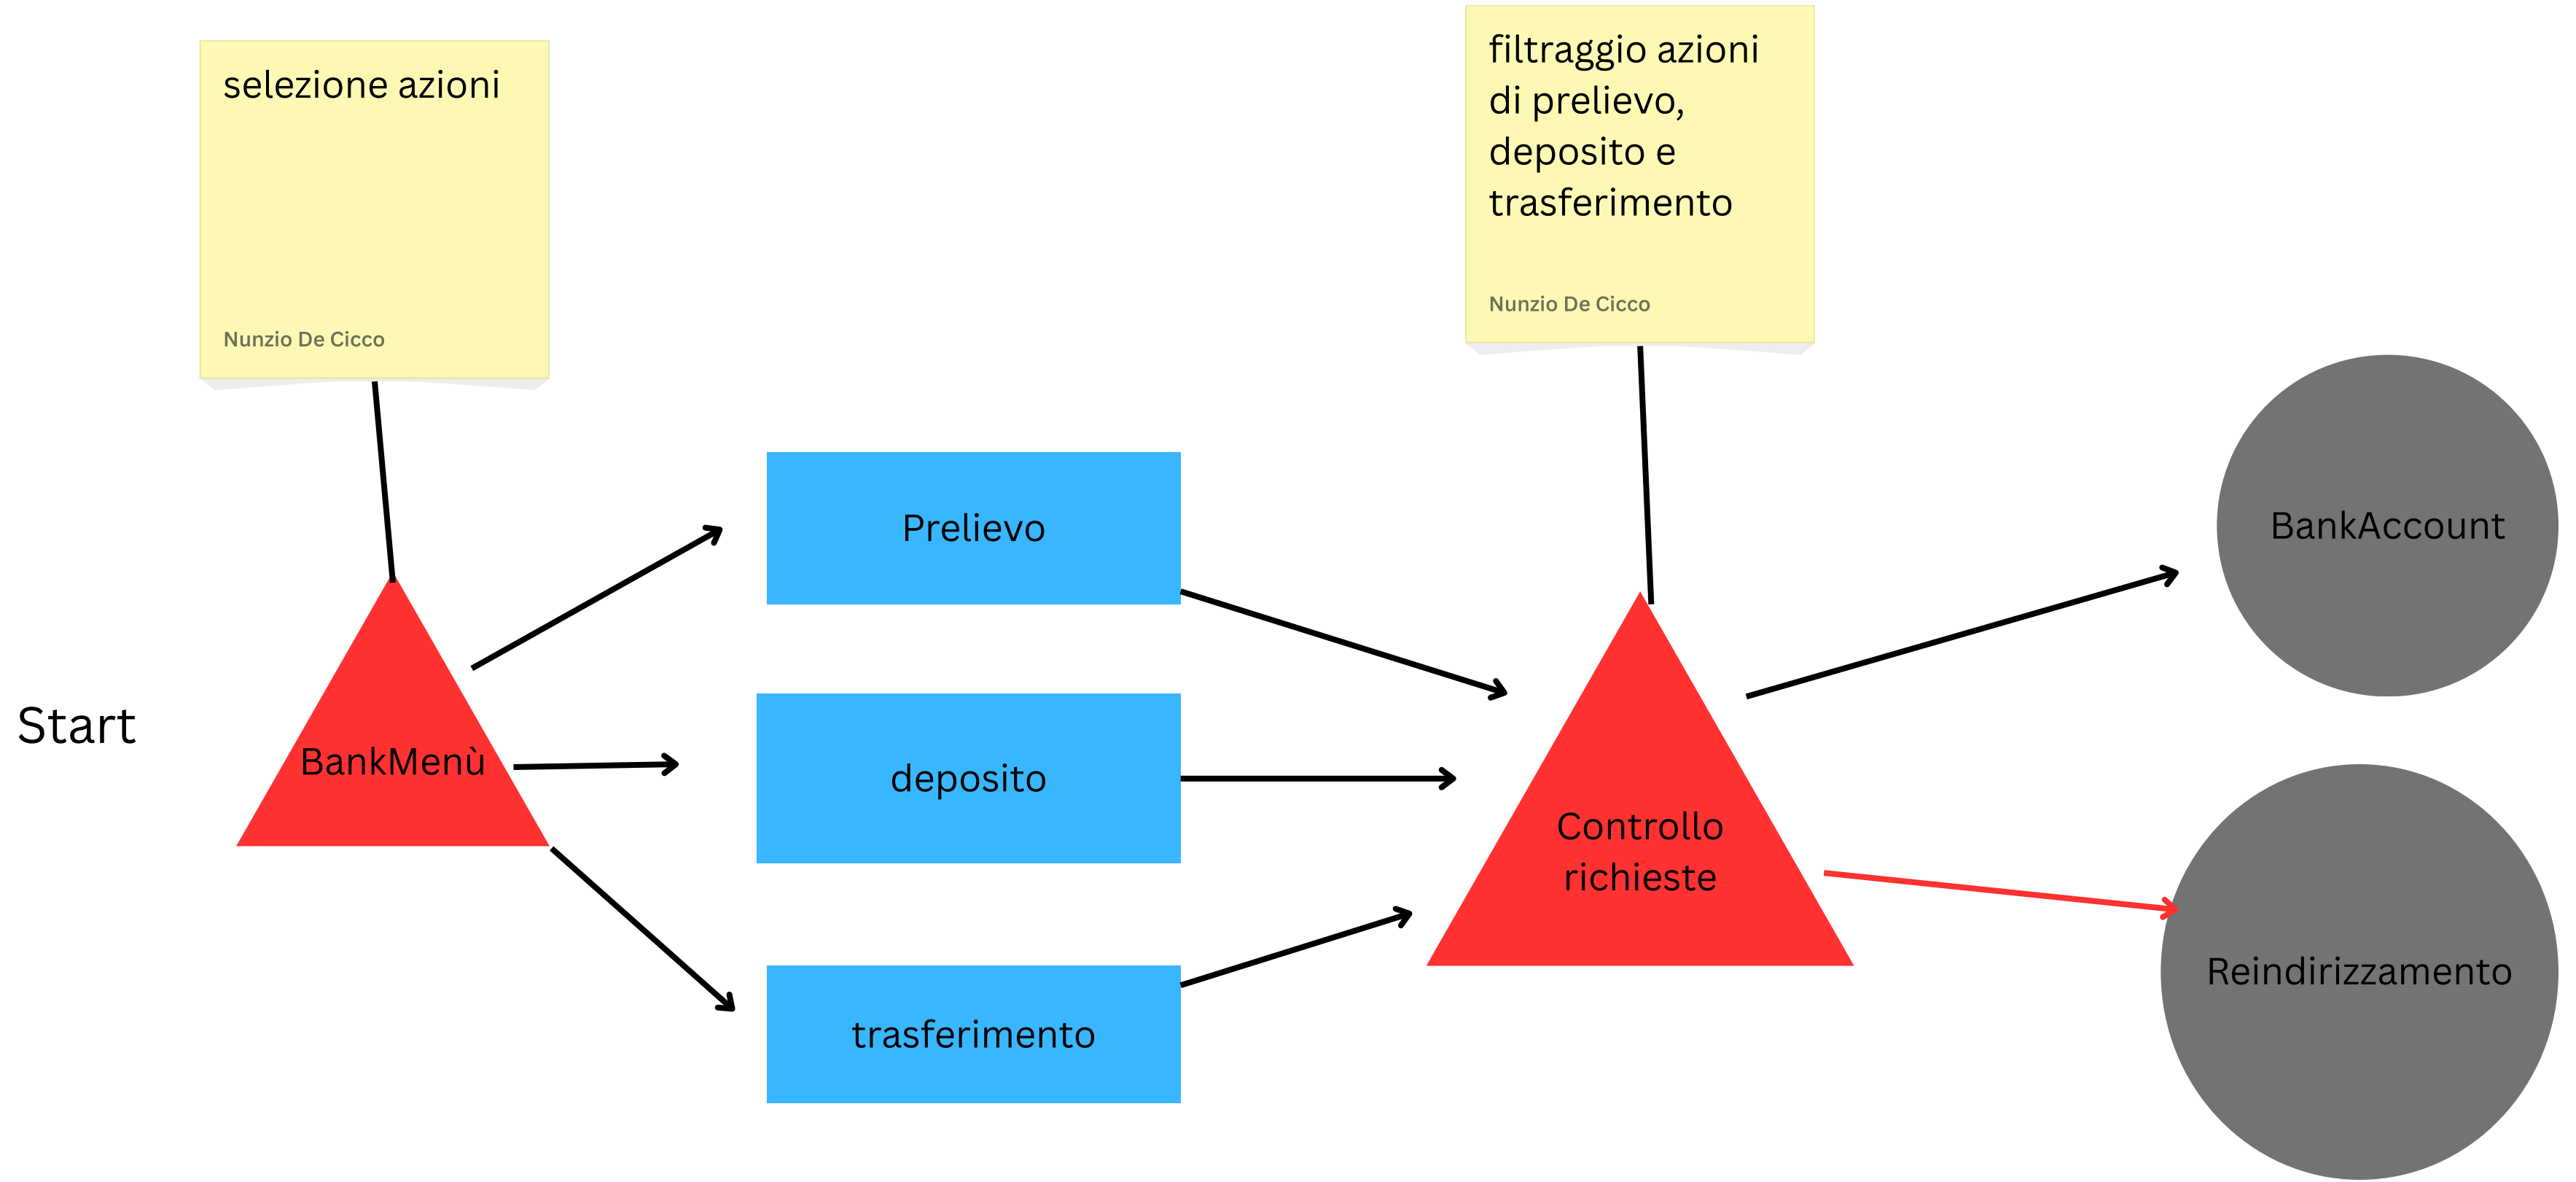 selezione azioni
Nunzio De Cicco
filtraggio azioni
di prelievo,
deposito e
trasferimento
Nunzio De Cicco
Start
BankMenù
Prelievo
deposito
trasferimento
Controllo
richieste
BankAccount
Reindirizzamento